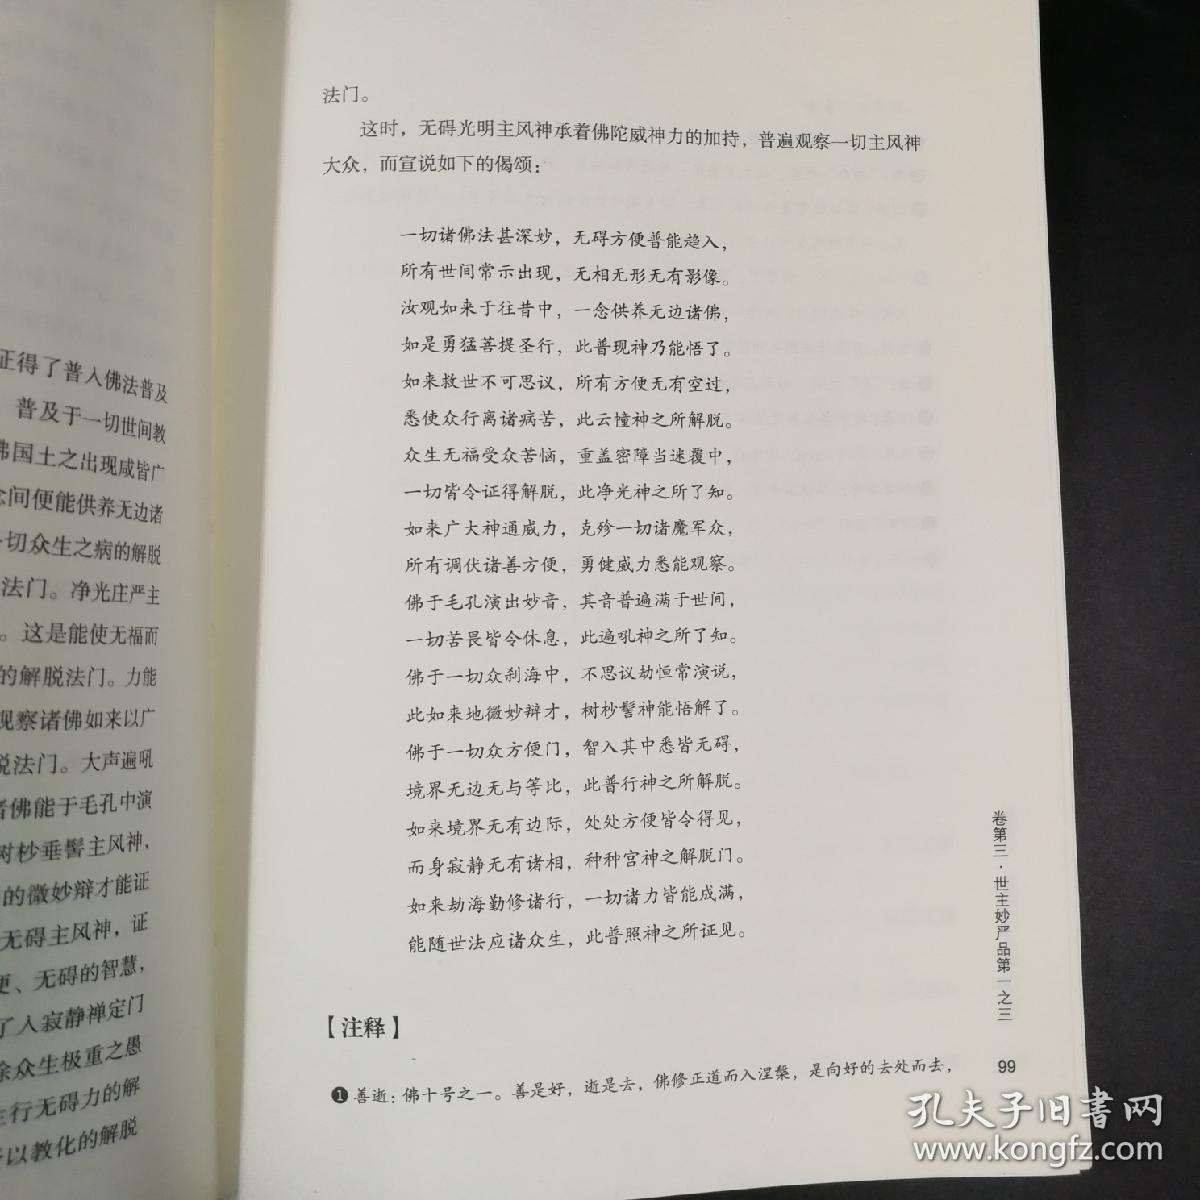 证得了普入佛法普及
普及于一切世间教
佛国土之出现咸皆广
念间便能供养无边诸
一切众生之病的解脱
法门。净光庄严主
。这是能使无福而
的解脱法门。力能
观察诸佛如来以广
脱法门。大声遍吼
诸佛能于毛孔中演
树杪垂髻主风神，
的微妙辩才能证
无碍主风神，证
便、无碍的智慧，
了入寂静禅定门
除众生极重之愚
生行无碍力的解
予以教化的解脱
法门。
这时，无碍光明主风神承着佛陀威神力的加持，普遍观察一切主风神
大众，而宣说如下的偈颂：
一切诸佛法甚深妙，无碍方便普能趋入，
所有世间常示出现，无相无形无有影像。
汝观如来于往昔中，一念供养无边诸佛，
如是勇猛菩提圣行，此普现神乃能悟了。
如来救世不可思议，所有方便无有空过，
悉使众行离诸病苦，此云幢神之所解脱。
众生无福受众苦恼，重盖密障当迷覆中，
一切皆令证得解脱，此净光神之所了知。
如来广大神通威力，克殄一切诸魔军众，
所有调伏诸善方便，勇健威力悉能观察。
佛于毛孔演出妙音，其音普遍满于世间，
一切苦畏皆令休息，此遍吼神之所了知。
佛于一切众刹海中，不思议劫恒常演说，
此如来地微妙辩才，树杪髻神能悟解了。
佛于一切众方便门，智入其中悉皆无碍，
境界无边无与等比，此普行神之所解脱。
如来境界无有边际，处处方便皆令得见，
而身寂静无有诸相，种种宫神之解脱门。
如来劫海勤修诸行，一切诸力皆能成满，
能随世法应诸众生，此普照神之所证见。
【注释】
❶善逝：佛十号之一。善是好，逝是去，佛修正道而入涅槃，是向好的去处而去，
卷第三·世主妙严品第一之三
99
孔夫子旧书网
www.kongfz.com